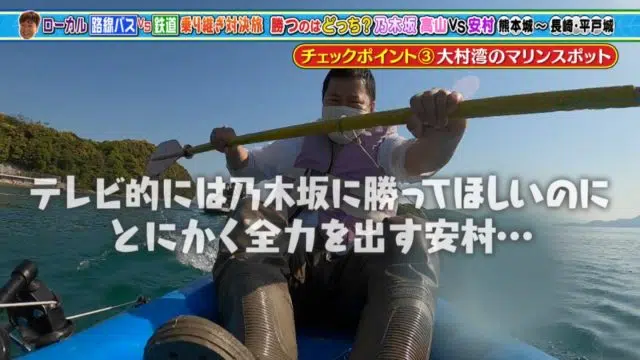 ローカル路線バスVS鉄道乗り継ぎ対決旅 勝つのはどっち?乃木坂高山VS安村 熊本城～長崎・平戸城
チェックポイント③大村湾のマリンスポット
テレビ的には乃木坂に勝ってほしいのに
とにかく全力を出す安村…